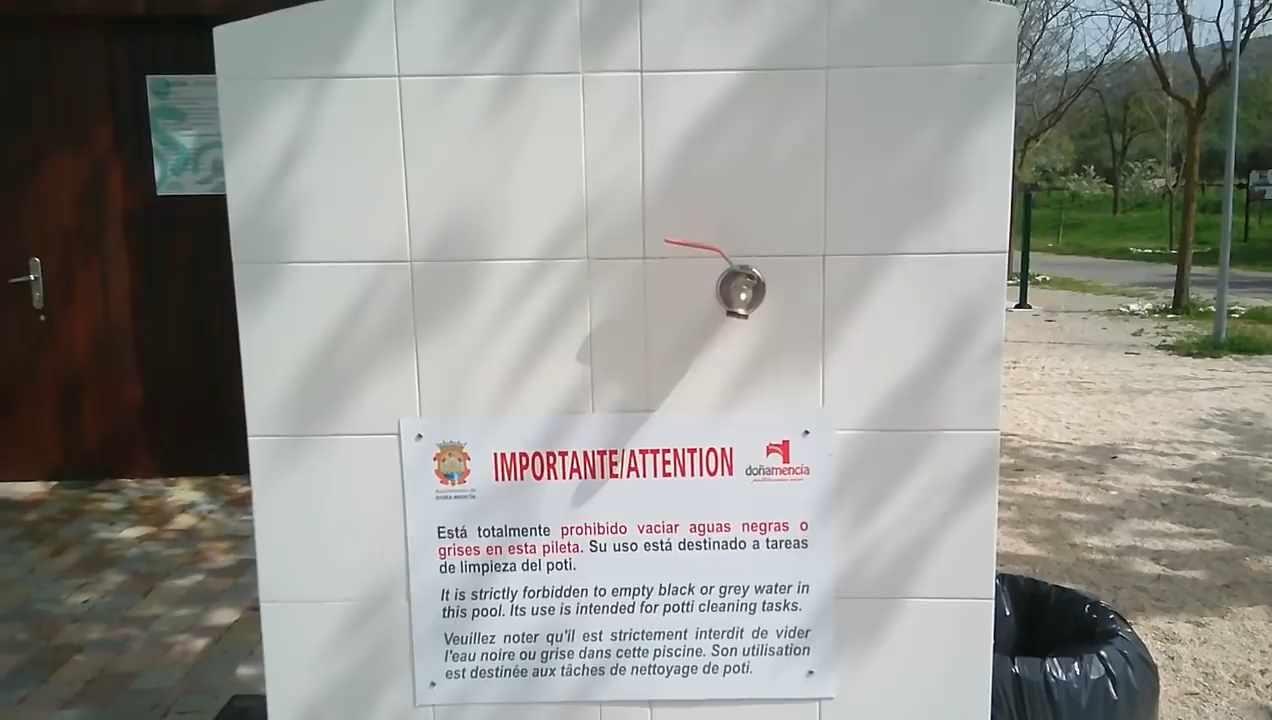 IMPORTANTE/ATTENTION
doñamencía
Está totalmente prohibido vaciar aguas negras o
grises en esta pileta. Su uso está destinado a tareas
de limpieza del poti.
It is strictly forbidden to empty black or grey water in
this pool. Its use is intended for potti cleaning tasks.
Veuillez noter qu'il est strictement interdit de vider
l'eau noire ou grise dans cette piscine. Son utilisation
est destinée aux tâches de nettoyage de poti.